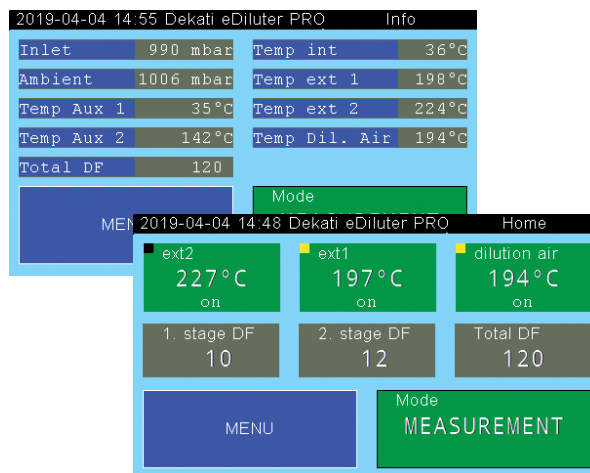 2019-04-04 14:55 Dekati eDiluter PRO Info
Inlet 990 mbar Temp int 36°C
Ambient 1006 mbar Temp ext 1 198°C
Temp Aux 1 35°C Temp ext 2 224°C
Temp Aux 2 142°C Temp Dil. Air 194°C
Total DF 120
Mode
2019-04-04 14:48 Dekati eDiluter PRO Home
ext2 ext1 dilution air
227°C 197°C 194°C
on on on
1. stage DF 2. stage DF Total DF
10 12 120
Mode
MENU MEASUREMENT